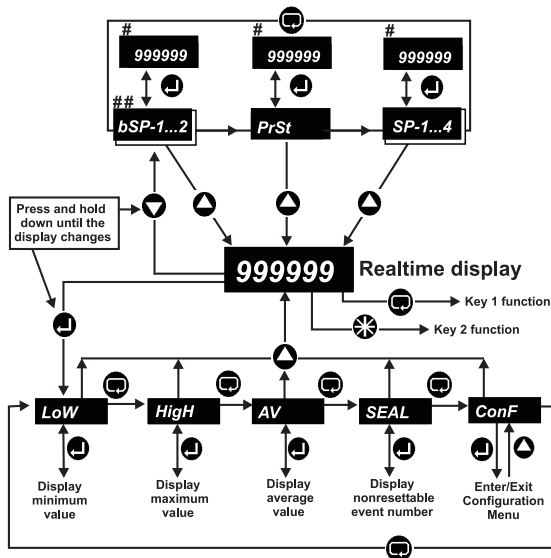 # # #
999999 999999 999999
##
bSP-1...2 PrSt SP-1...4
Press and hold
down until the
display changes
999999 Realtime display
Key 1 function
Key 2 function
LoW HigH AV SEAL ConF
Display
minimum
value
Display
maximum
value
Display
average
value
Display
nonresettable
event number
Enter/Exit
Configuration
Menu